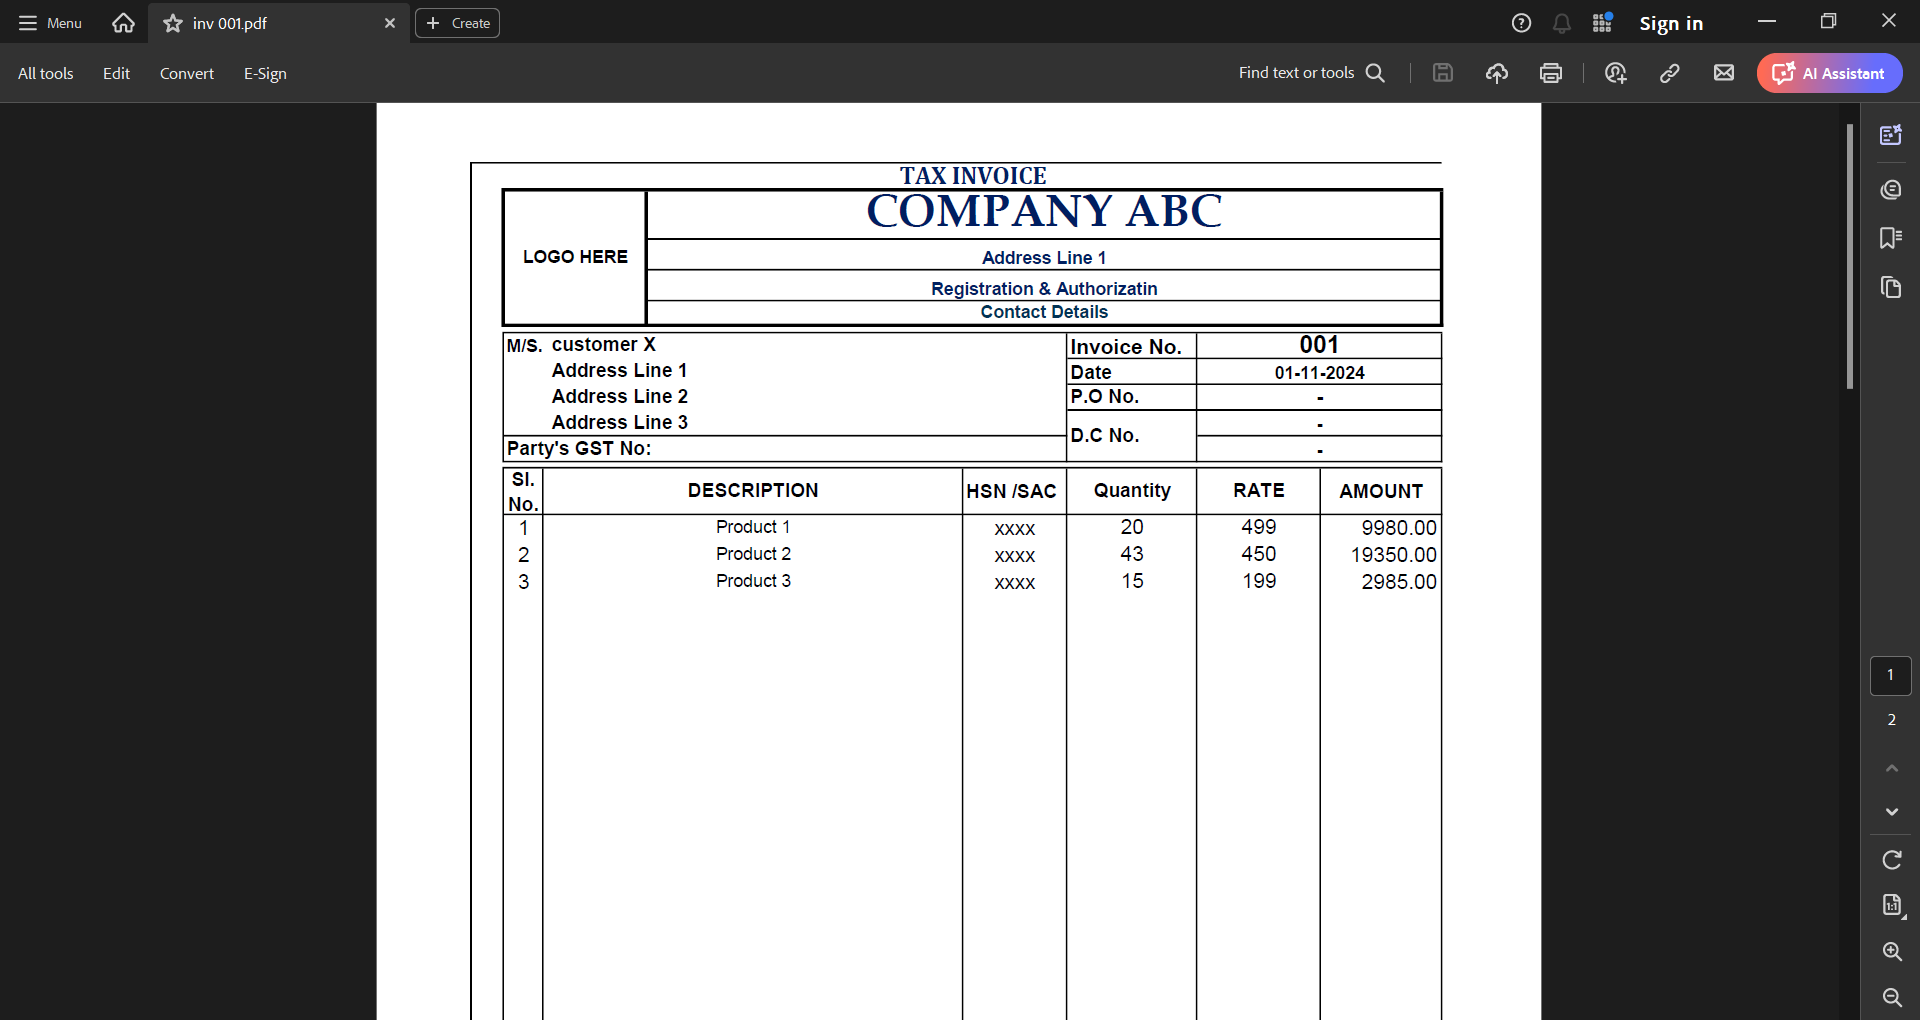 Menu
inv 001.pdf
Create
Sign in
All tools Edit Convert E-Sign
Find text or tools
AI Assistant
TAX INVOICE
LOGO HERE
COMPANY ABC
Address Line 1
Registration & Authorizatin
Contact Details
M/S. customer X
Address Line 1
Address Line 2
Address Line 3
Party's GST No:
Invoice No. 001
Date 01-11-2024
P.O No. -
D.C No. -
-
Sl. No. DESCRIPTION HSN /SAC Quantity RATE AMOUNT
1 Product 1 xxxx 20 499 9980.00
2 Product 2 xxxx 43 450 19350.00
3 Product 3 xxxx 15 199 2985.00
1
2